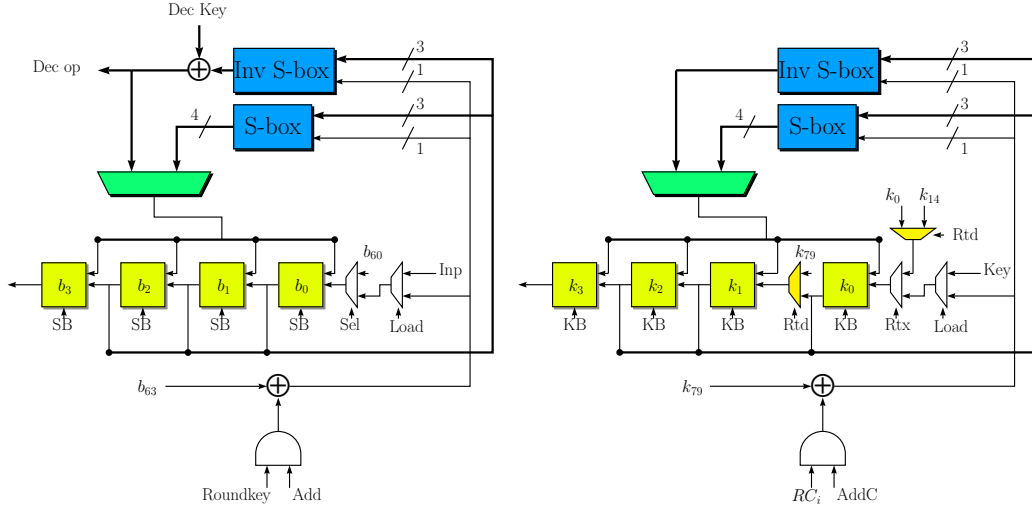 Dec Key
Dec op
Inv S-box
3
1
S-box
3
1
4
b₆₀
Inp
b₃
b₂
b₁
b₀
SB
SB
SB
SB
Sel
Load
b₆₃
Roundkey
Add
Inv S-box
3
1
S-box
3
1
4
k₀
k₁₄
Rtd
k₇₉
Key
k₃
k₂
k₁
k₀
KB
KB
KB
Rtd
KB
Rtx
Load
k₇₉
RCᵢ
AddC